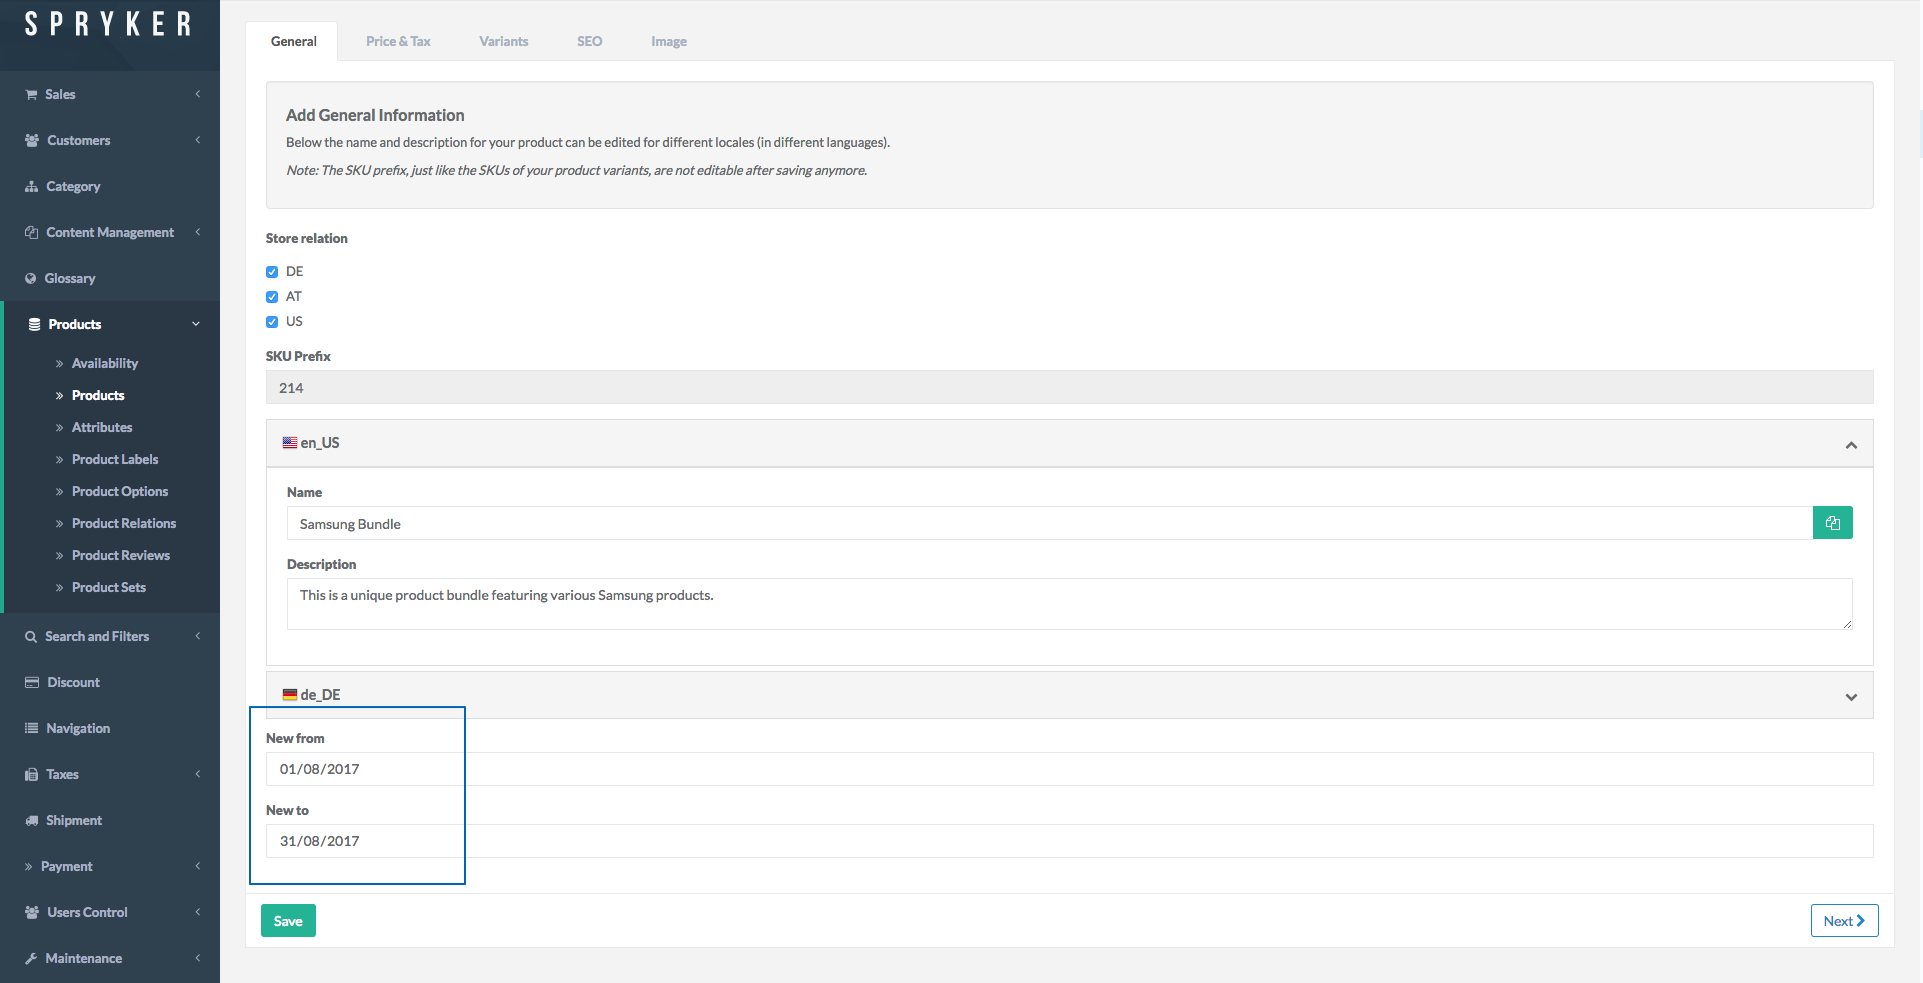 SPRYKER
Sales
Customers
Category
Content Management
Glossary
Products
Availability
Products
Attributes
Product Labels
Product Options
Product Relations
Product Reviews
Product Sets
Search and Filters
Discount
Navigation
Taxes
Shipment
Payment
Users Control
Maintenance
General Price & Tax Variants SEO Image
Add General Information
Below the name and description for your product can be edited for different locales (in different languages).
Note: The SKU prefix, just like the SKUs of your product variants, are not editable after saving anymore.
Store relation
DE
AT
US
SKU Prefix
214
en_US
Name
Samsung Bundle
Description
This is a unique product bundle featuring various Samsung products.
de_DE
New from
01/08/2017
New to
31/08/2017
Save Next